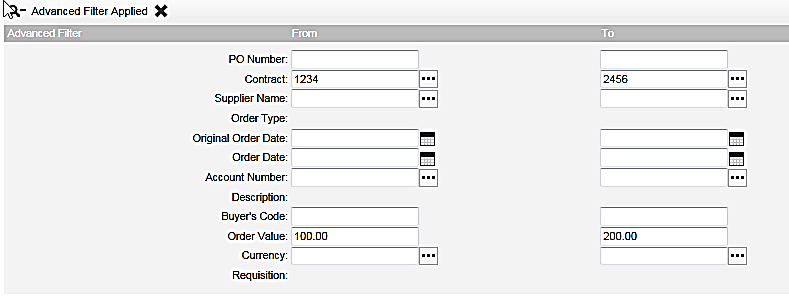 Advanced Filter Applied
Advanced Filter From To
PO Number:
Contract: 1234 2456
Supplier Name:
Order Type:
Original Order Date:
Order Date:
Account Number:
Description:
Buyer's Code:
Order Value: 100.00 200.00
Currency:
Requisition: